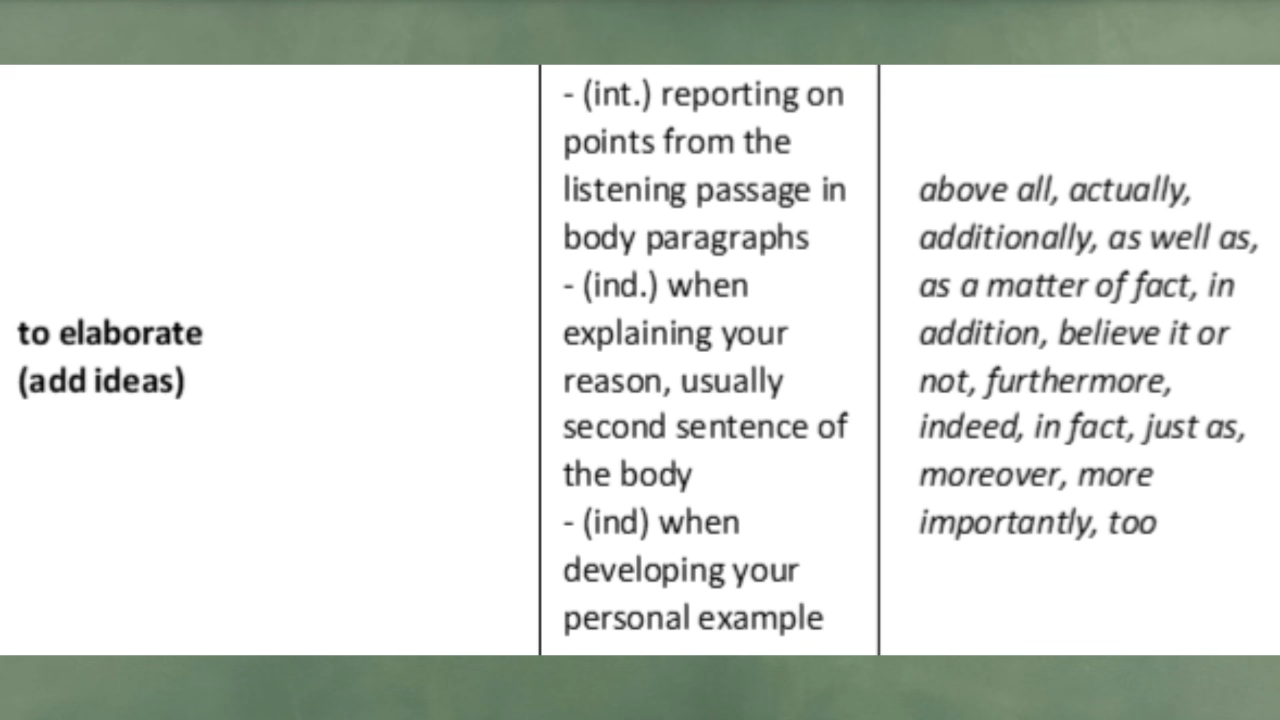 to elaborate
(add ideas)
- (int.) reporting on
points from the
listening passage in
body paragraphs
- (ind.) when
explaining your
reason, usually
second sentence of
the body
- (ind) when
developing your
personal example
above all, actually,
additionally, as well as,
as a matter of fact, in
addition, believe it or
not, furthermore,
indeed, in fact, just as,
moreover, more
importantly, too